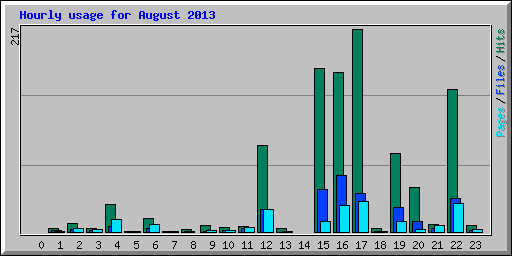 Hourly usage for August 2013
217
Pages / Files / Hits
0 1 2 3 4 5 6 7 8 9 10 11 12 13 14 15 16 17 18 19 20 21 22 23